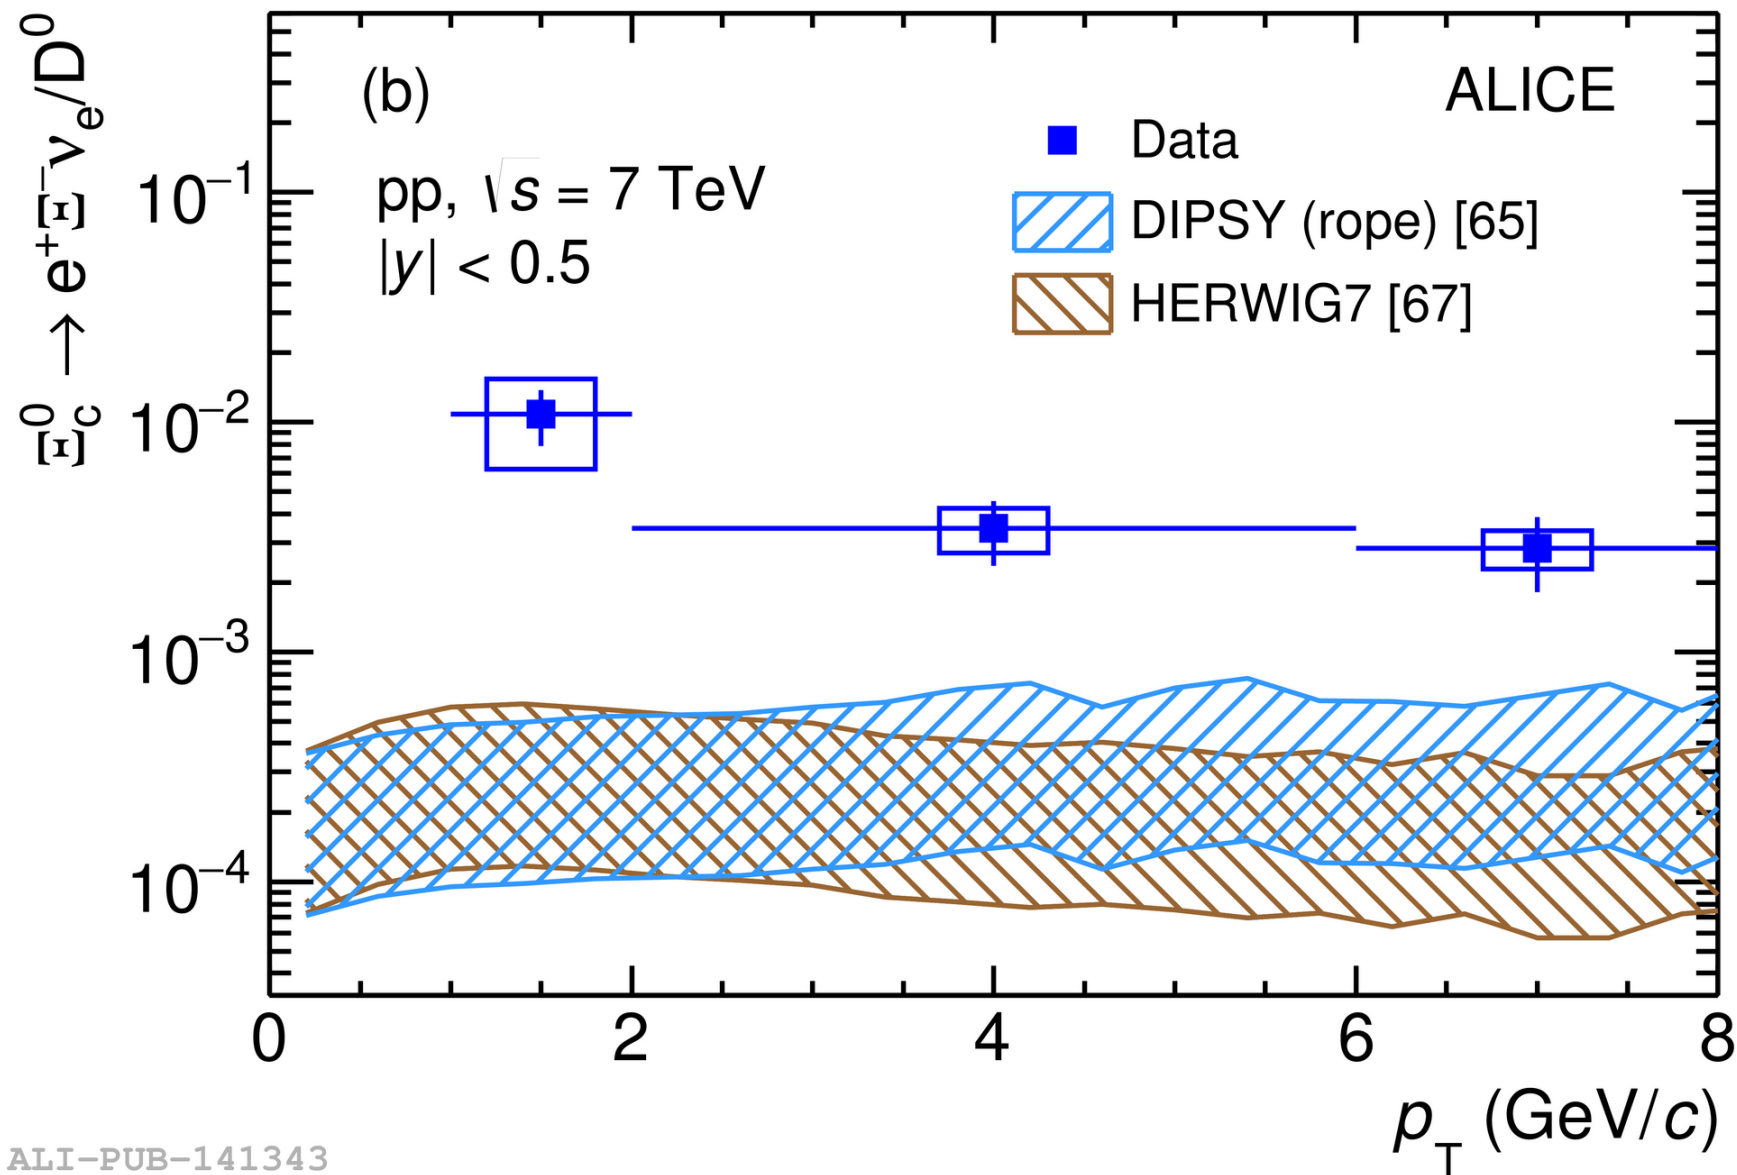 Ξc⁰ → e⁺Ξ⁻νe/D⁰
(b)
ALICE
pp, √s = 7 TeV
|y| < 0.5
Data
DIPSY (rope) [65]
HERWIG7 [67]
10⁻¹
10⁻²
10⁻³
10⁻⁴
0 2 4 6 8
pT (GeV/c)
ALI-PUB-141343